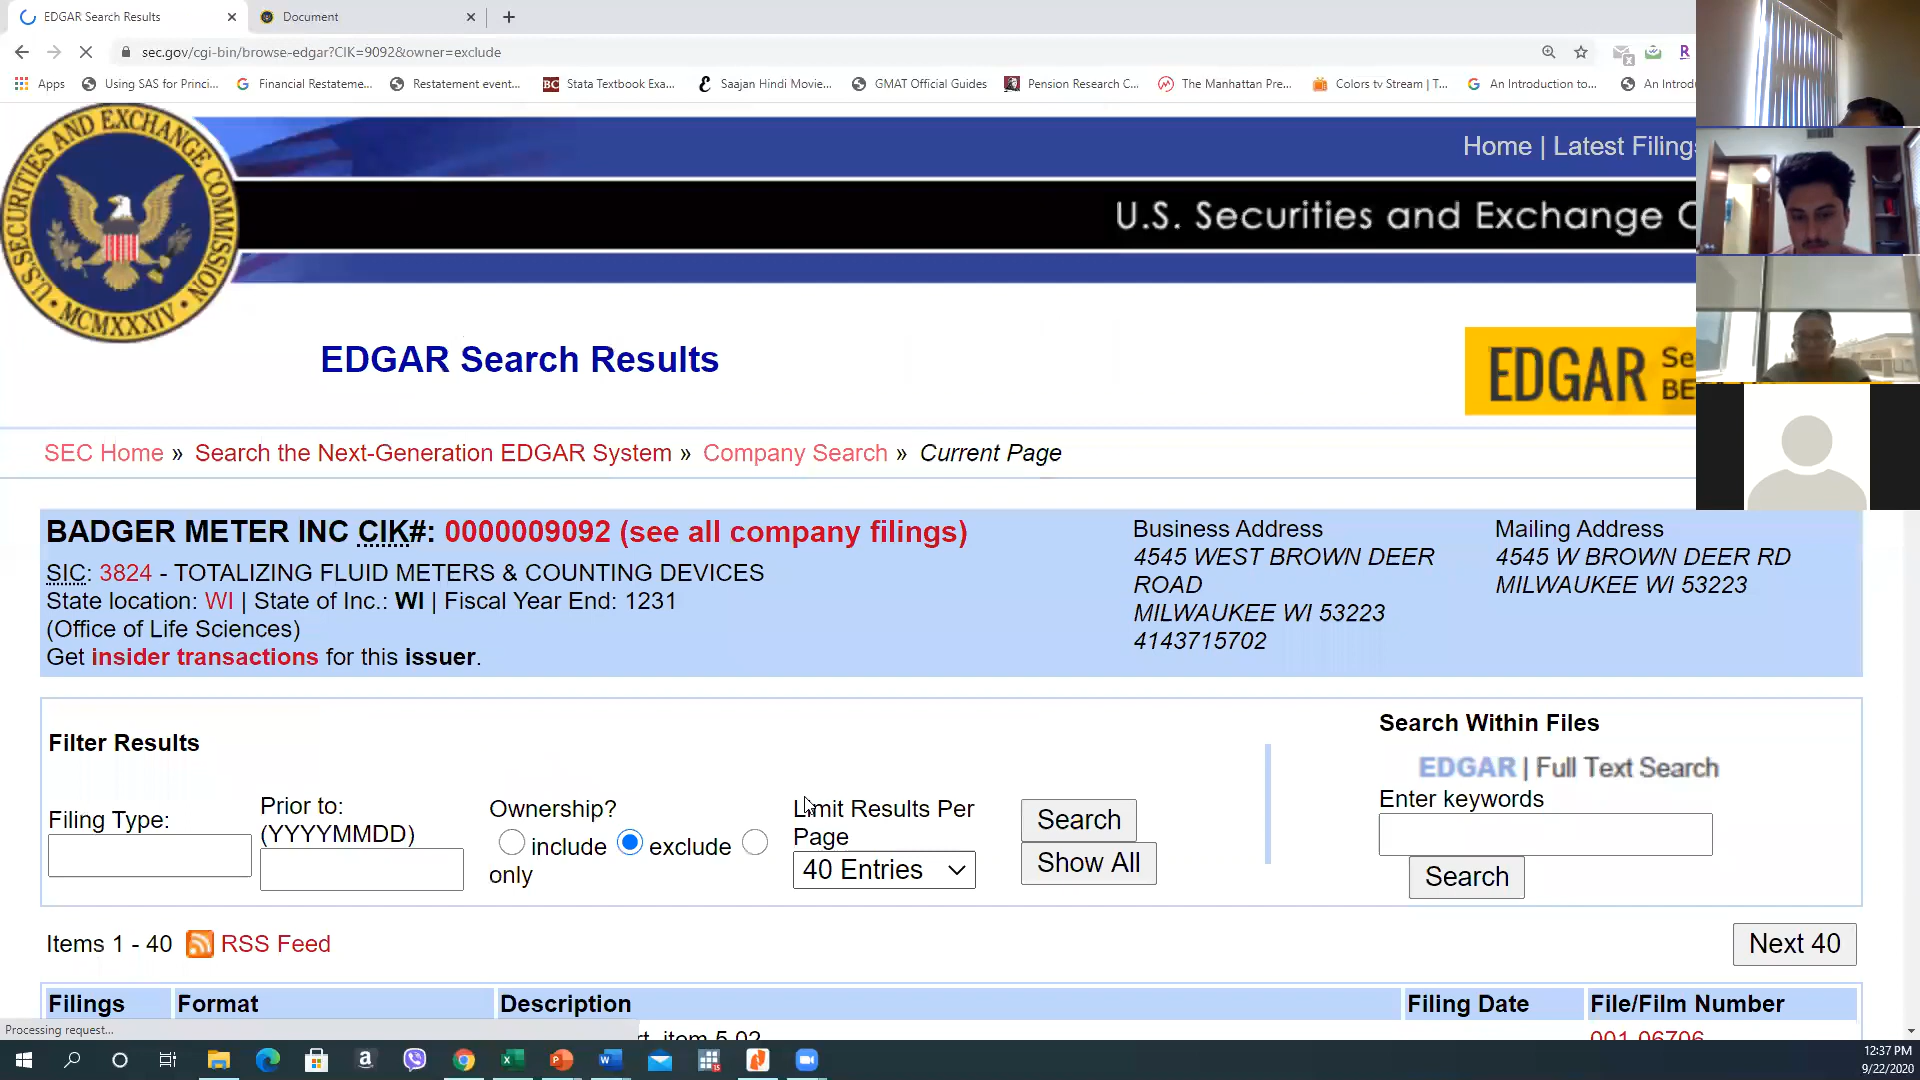 EDGAR Search Results
Document
sec.gov/cgi-bin/browse-edgar?CIK=9092&owner=exclude
Apps
Using SAS for Princi...
Financial Restateme...
Restatement event...
BC
Stata Textbook Exa...
Saajan Hindi Movie...
GMAT Official Guides
Pension Research C...
The Manhattan Pre...
Colors tv Stream | T...
An Introduction to...
An Introd
Home | Latest Filings
U.S. SECURITIES AND EXCHANGE COMMISSION
MCMXXXIV
U.S. Securities and Exchange C
EDGAR Search Results
EDGAR Se
BE
SEC Home » Search the Next-Generation EDGAR System » Company Search » Current Page
BADGER METER INC CIK#: 0000009092 (see all company filings)
SIC: 3824 - TOTALIZING FLUID METERS & COUNTING DEVICES
State location: WI | State of Inc.: WI | Fiscal Year End: 1231
(Office of Life Sciences)
Get insider transactions for this issuer.
Business Address
4545 WEST BROWN DEER
ROAD
MILWAUKEE WI 53223
4143715702
Mailing Address
4545 W BROWN DEER RD
MILWAUKEE WI 53223
Filter Results
Filing Type:
Prior to:
(YYYYMMDD)
Ownership?
include exclude
only
Limit Results Per
Page
40 Entries
Search
Show All
Search Within Files
EDGAR | Full Text Search
Enter keywords
Search
Items 1 - 40 RSS Feed
Next 40
Filings Format Description Filing Date File/Film Number
item 5.02
001-06706
Processing request...
12:37 PM
9/22/2020